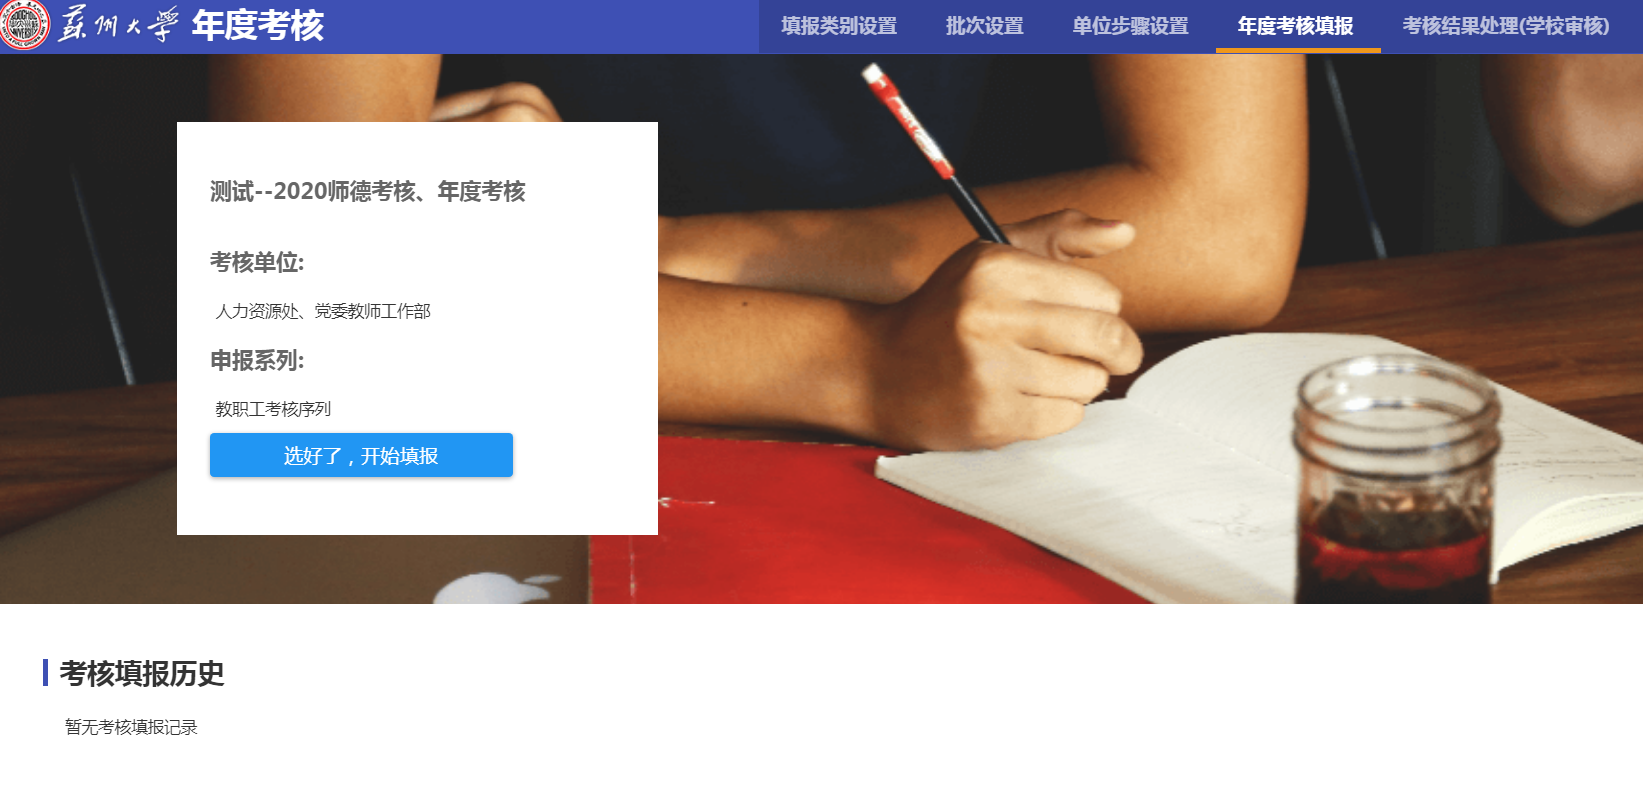 蘇州大學 年度考核
填报类别设置 批次设置 单位步骤设置 年度考核填报 考核结果处理(学校审核)
测试--2020师德考核、年度考核
考核单位:
人力资源处、党委教师工作部
申报系列:
教职工考核序列
选好了，开始填报
考核填报历史
暂无考核填报记录